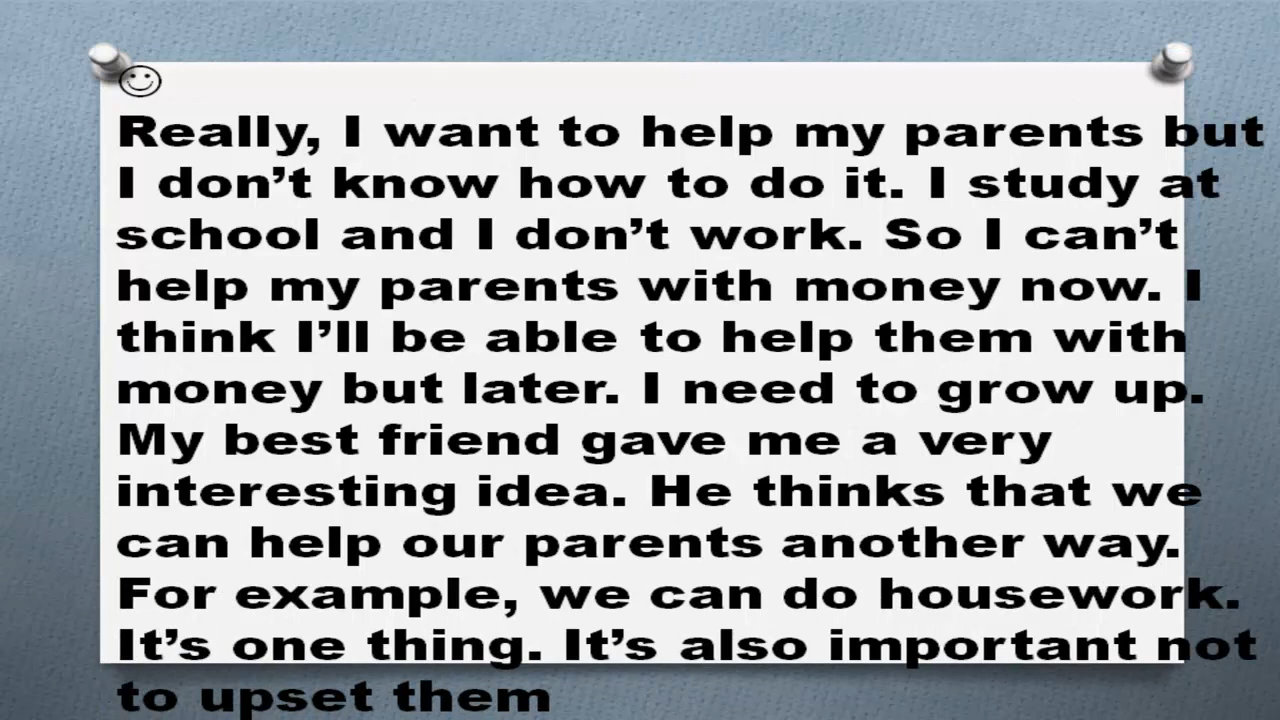 ☺
Really, I want to help my parents but
I don’t know how to do it. I study at
school and I don’t work. So I can’t
help my parents with money now. I
think I’ll be able to help them with
money but later. I need to grow up.
My best friend gave me a very
interesting idea. He thinks that we
can help our parents another way.
For example, we can do housework.
It’s one thing. It’s also important not
to upset them